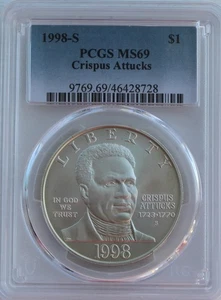 1998-S $1
PCGS MS69
Crispus Attucks
9769.69/46428728
LIBERTY
IN GOD
WE
TRUST
CRISPUS
ATTUCKS
1723-1770
S
1998